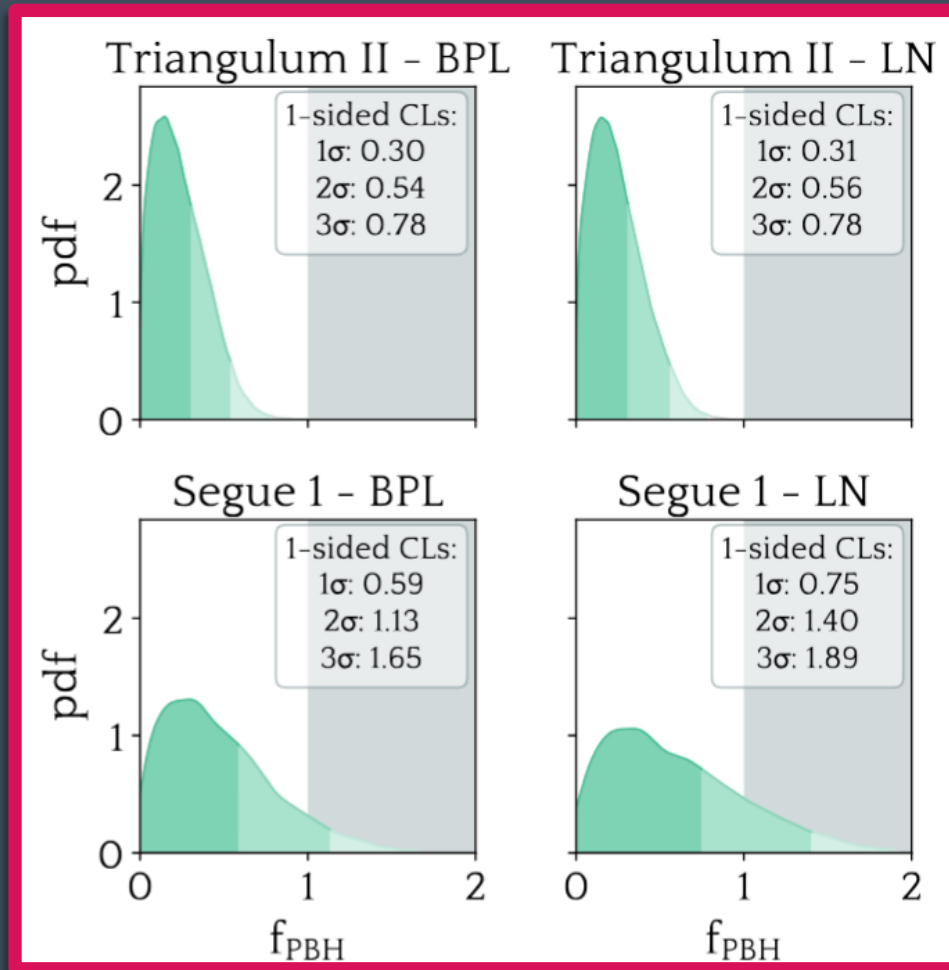 Triangulum II – BPL
1-sided CLs:
1σ: 0.30
2σ: 0.54
3σ: 0.78
pdf
2
1
0
Triangulum II – LN
1-sided CLs:
1σ: 0.31
2σ: 0.56
3σ: 0.78
Segue 1 – BPL
1-sided CLs:
1σ: 0.59
2σ: 1.13
3σ: 1.65
pdf
2
1
0
0 1 2
fPBH
Segue 1 – LN
1-sided CLs:
1σ: 0.75
2σ: 1.40
3σ: 1.89
0 1 2
fPBH